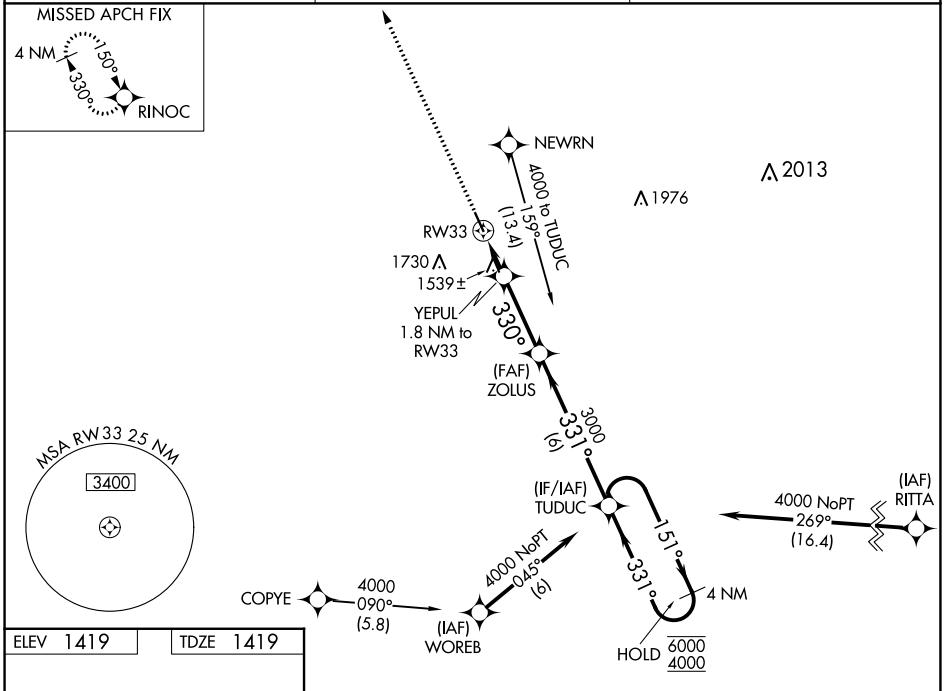 MISSED APCH FIX
4 NM
150°
330°
RINOC
NEWRN
4000 to TUDUC
159°
(13.4)
2013
1976
RW33
1730
1539±
YEPUL
1.8 NM to
RW33
330°
(FAF)
ZOLUS
3000
331°
(6)
MSA RW33 25 NM
3400
(IF/IAF)
TUDUC
151°
331°
4 NM
HOLD
6000
4000
(IAF)
RITTA
4000 NoPT
269°
(16.4)
4000 NoPT
045°
(6)
COPYE
4000
090°
(5.8)
(IAF)
WOREB
ELEV 1419
TDZE 1419